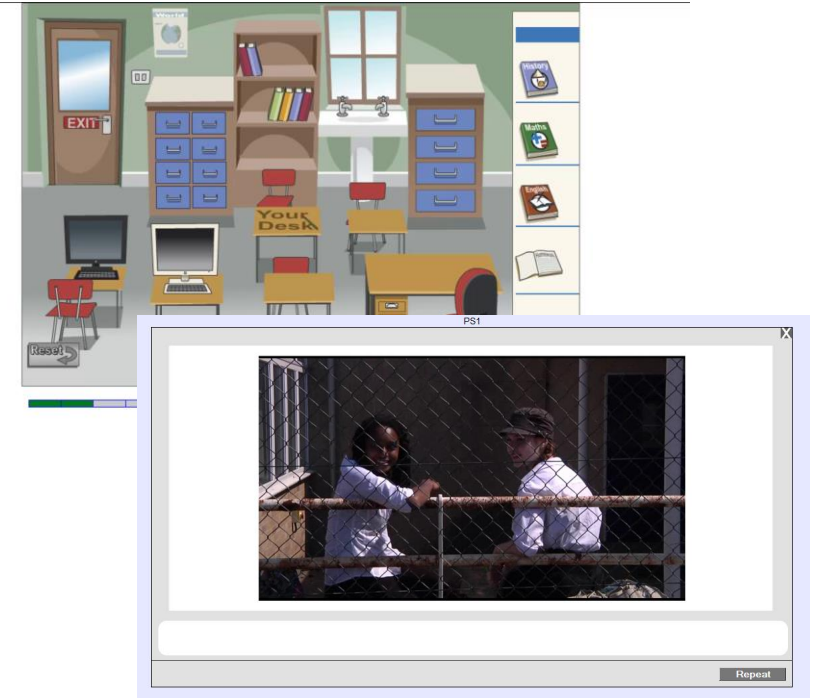 EXIT
History
Maths
English
Your
Desk
Reset
PS1
X
Repeat